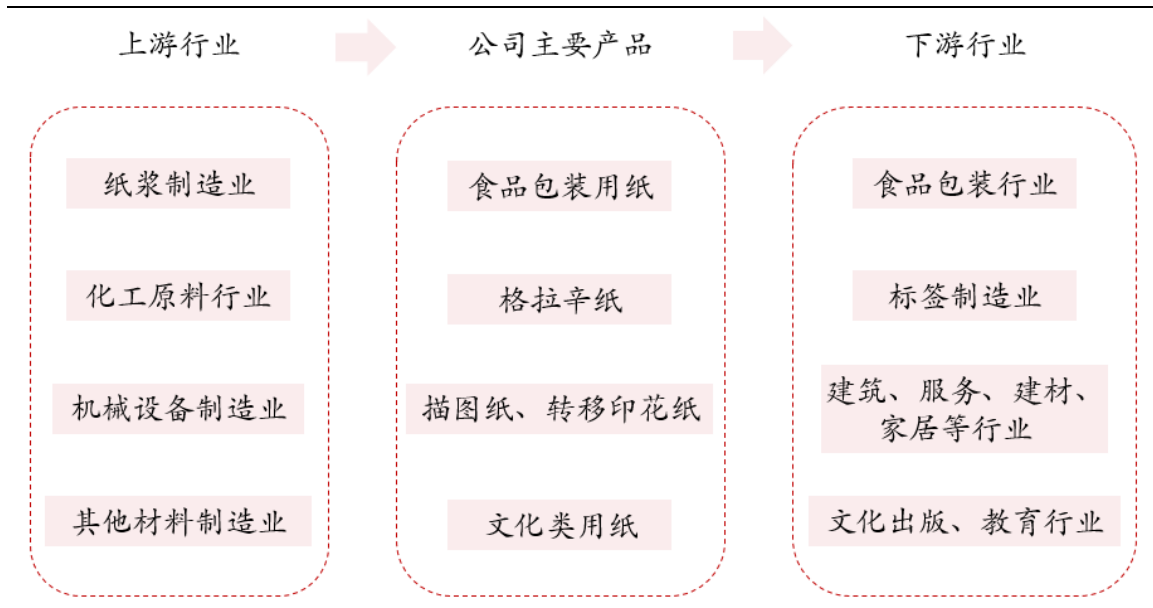 上游行业
公司主要产品
下游行业
纸浆制造业
食品包装用纸
食品包装行业
化工原料行业
格拉辛纸
标签制造业
机械设备制造业
描图纸、转移印花纸
建筑、服务、建材、
家居等行业
其他材料制造业
文化类用纸
文化出版、教育行业